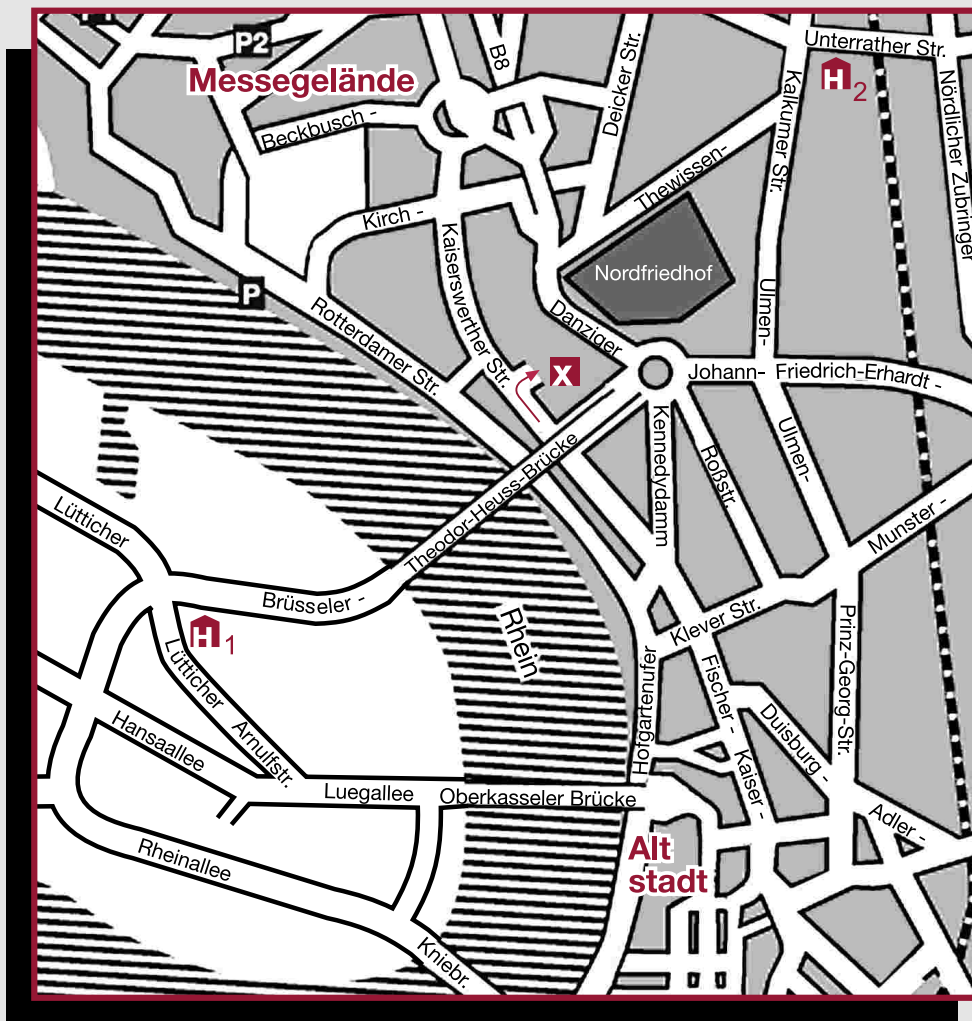 P2
B8
Unterrather Str.
Messegelände
H 2
Deicker Str.
Kalkumer Str.
Nördlicher Zubringer
Beckbusch -
Thewissen-
Kirch -
Kaiserswerther Str.
Nordfriedhof
P
Rotterdamer Str.
Danziger
Ulmen-
X
Johann- Friedrich-Erhardt -
Kennedydamm
Roßstr.
Ulmen-
Theodor-Heuss-Brücke
Lütticher
Munster -
Brüsseler -
H 1
Rhein
Klever Str.
Prinz-Georg-Str.
Lütticher
Hofgartenufer
Fischer -
Hansaallee
Arnulfstr.
Duisburg -
Kaiser -
Luegallee
Oberkasseler Brücke
Adler -
Rheinallee
Alt
stadt
Kniebr.